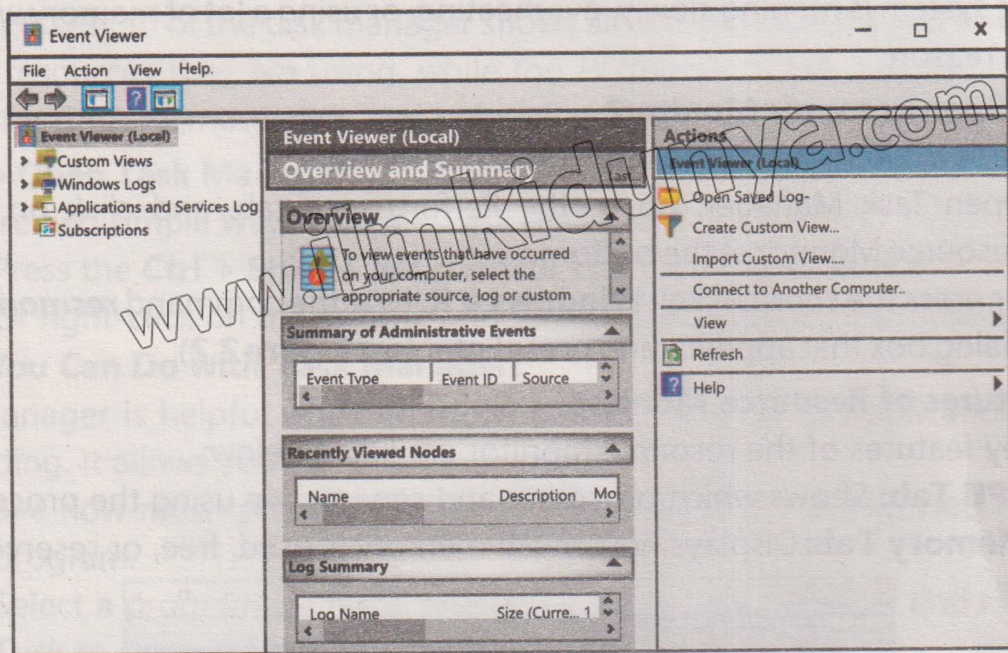 Event Viewer
File Action View Help.
Event Viewer (Local)
Custom Views
Windows Logs
Applications and Services Log
Subscriptions
Event Viewer (Local)
Overview and Summary
Last
Overview
To view events that have occurred
on your computer, select the
appropriate source, log or custom
Summary of Administrative Events
Event Type Event ID Source
Recently Viewed Nodes
Name Description Mo
Log Summary
Log Name Size (Curre... 1
Actions
Event Viewer (Local)
Open Saved Log..
Create Custom View...
Import Custom View....
Connect to Another Computer..
View
Refresh
Help
www.ilmkidunya.com